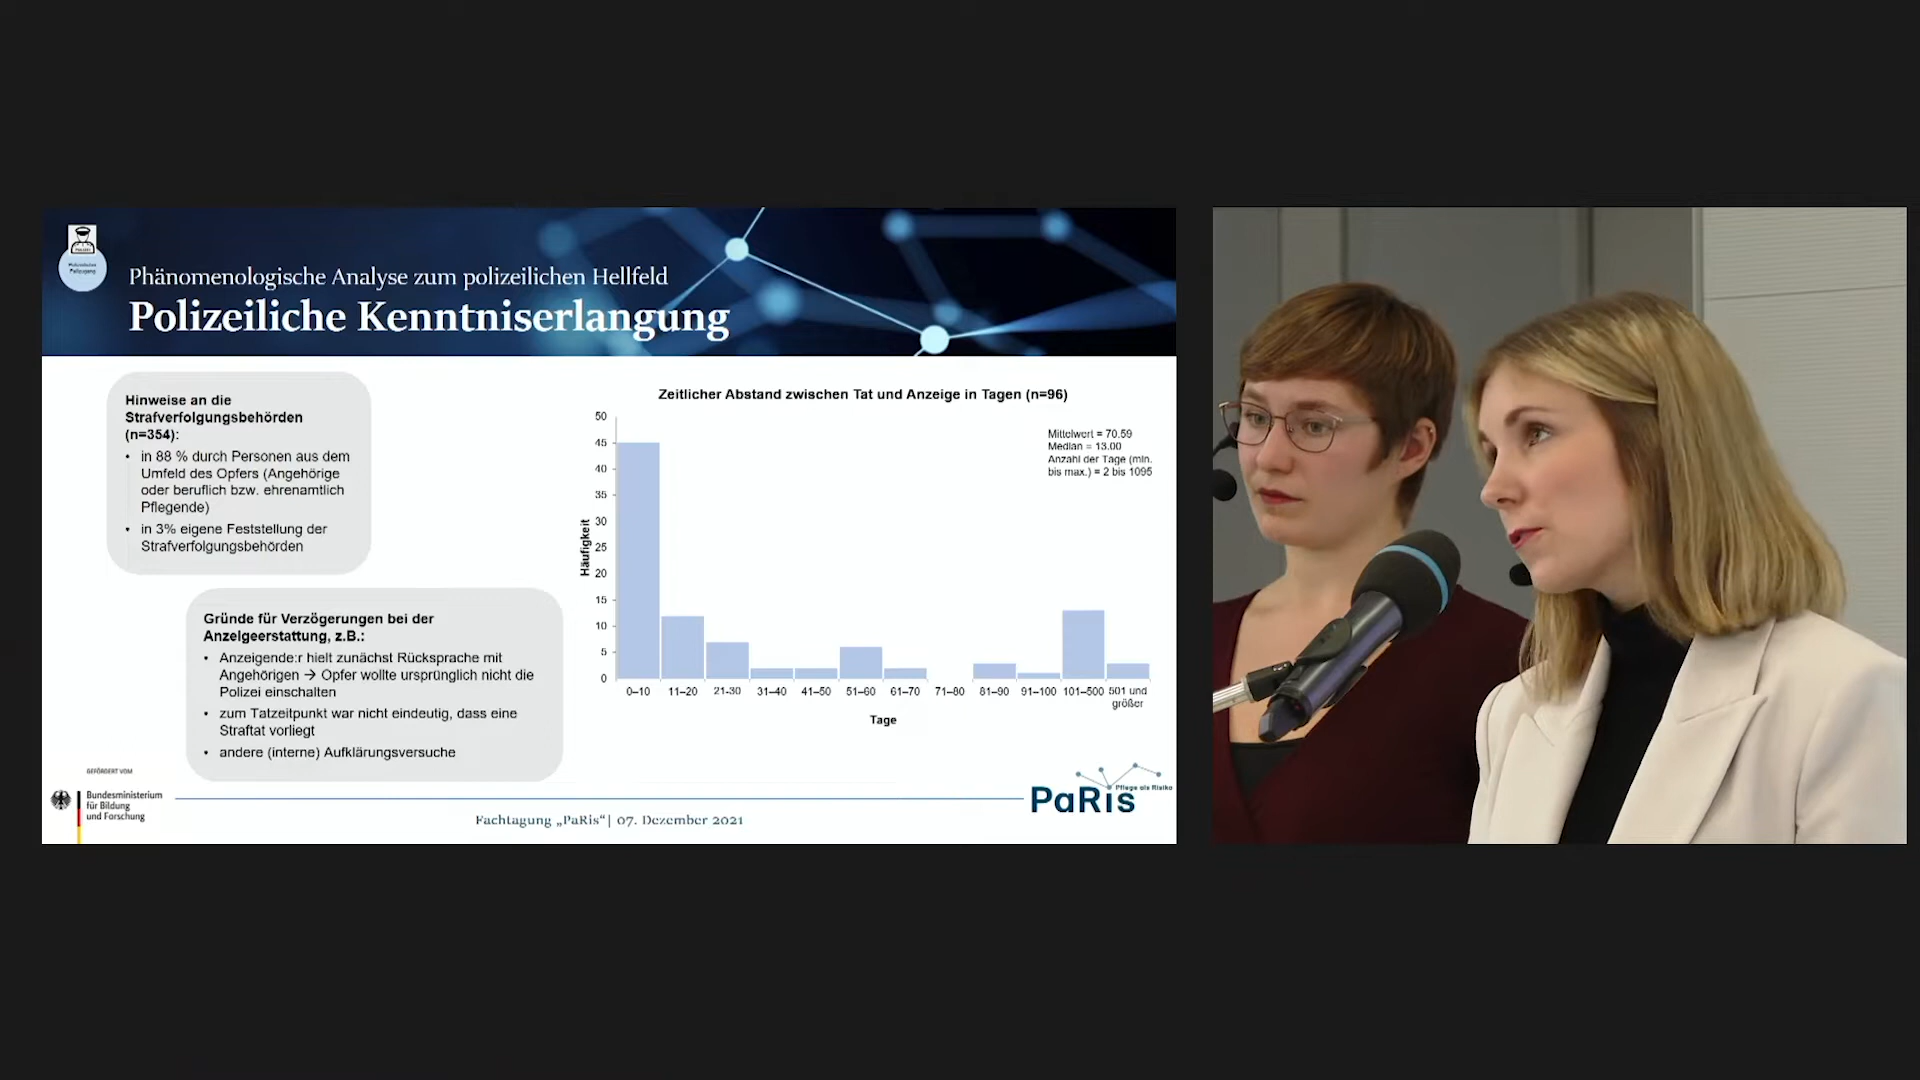 Phänomenologische Analyse zum polizeilichen Hellfeld
Polizeiliche Kenntniserlangung
Hinweise an die
Strafverfolgungsbehörden
(n=354):
• in 88 % durch Personen aus dem
Umfeld des Opfers (Angehörige
oder beruflich bzw. ehrenamtlich
Pflegende)
• in 3% eigene Feststellung der
Strafverfolgungsbehörden
Gründe für Verzögerungen bei der
Anzeigeerstattung, z.B.:
• Anzeigende:r hielt zunächst Rücksprache mit
Angehörigen → Opfer wollte ursprünglich nicht die
Polizei einschalten
• zum Tatzeitpunkt war nicht eindeutig, dass eine
Straftat vorliegt
• andere (interne) Aufklärungsversuche
Zeitlicher Abstand zwischen Tat und Anzeige in Tagen (n=96)
Mittelwert = 70.59
Median = 13.00
Anzahl der Tage (min.
bis max.) = 2 bis 1095
Häufigkeit
50
45
40
35
30
25
20
15
10
5
0
0–10 11–20 21-30 31–40 41–50 51–60 61–70 71–80 81–90 91–100 101–500 501 und
größer
Tage
GEFÖRDERT VOM
Bundesministerium
für Bildung
und Forschung
Fachtagung „PaRis“| 07. Dezember 2021
Pflege als Risiko
PaRis